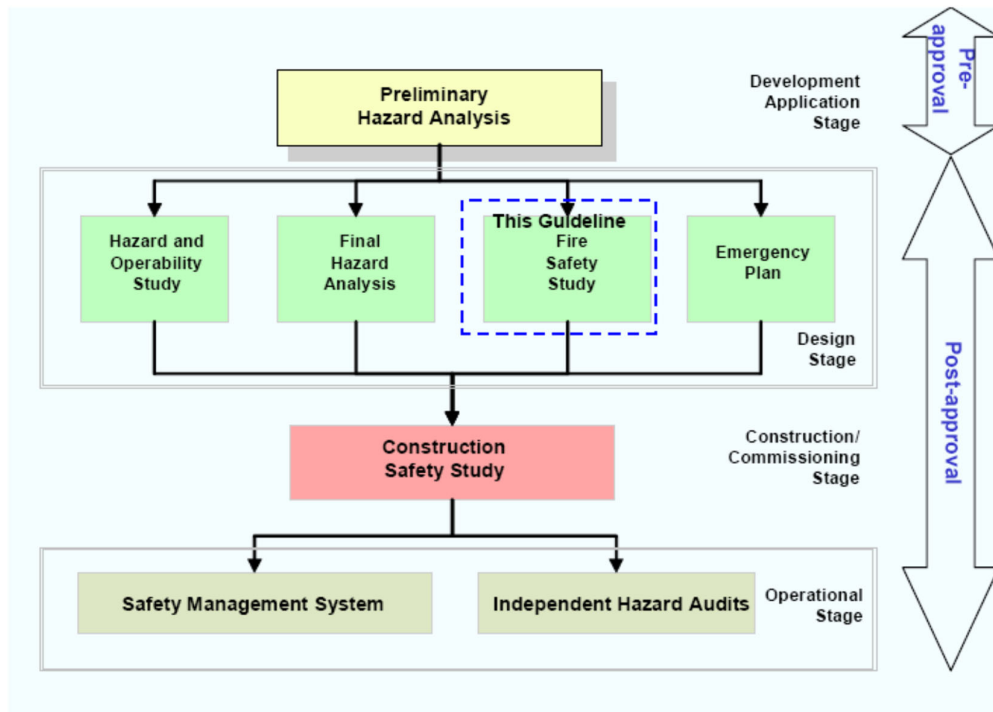 Pre-
approval
Development
Application
Stage
Preliminary
Hazard Analysis
This Guideline
Hazard and
Operability
Study
Final
Hazard
Analysis
Fire
Safety
Study
Emergency
Plan
Design
Stage
Post-approval
Construction
Safety Study
Construction/
Commissioning
Stage
Safety Management System
Independent Hazard Audits
Operational
Stage